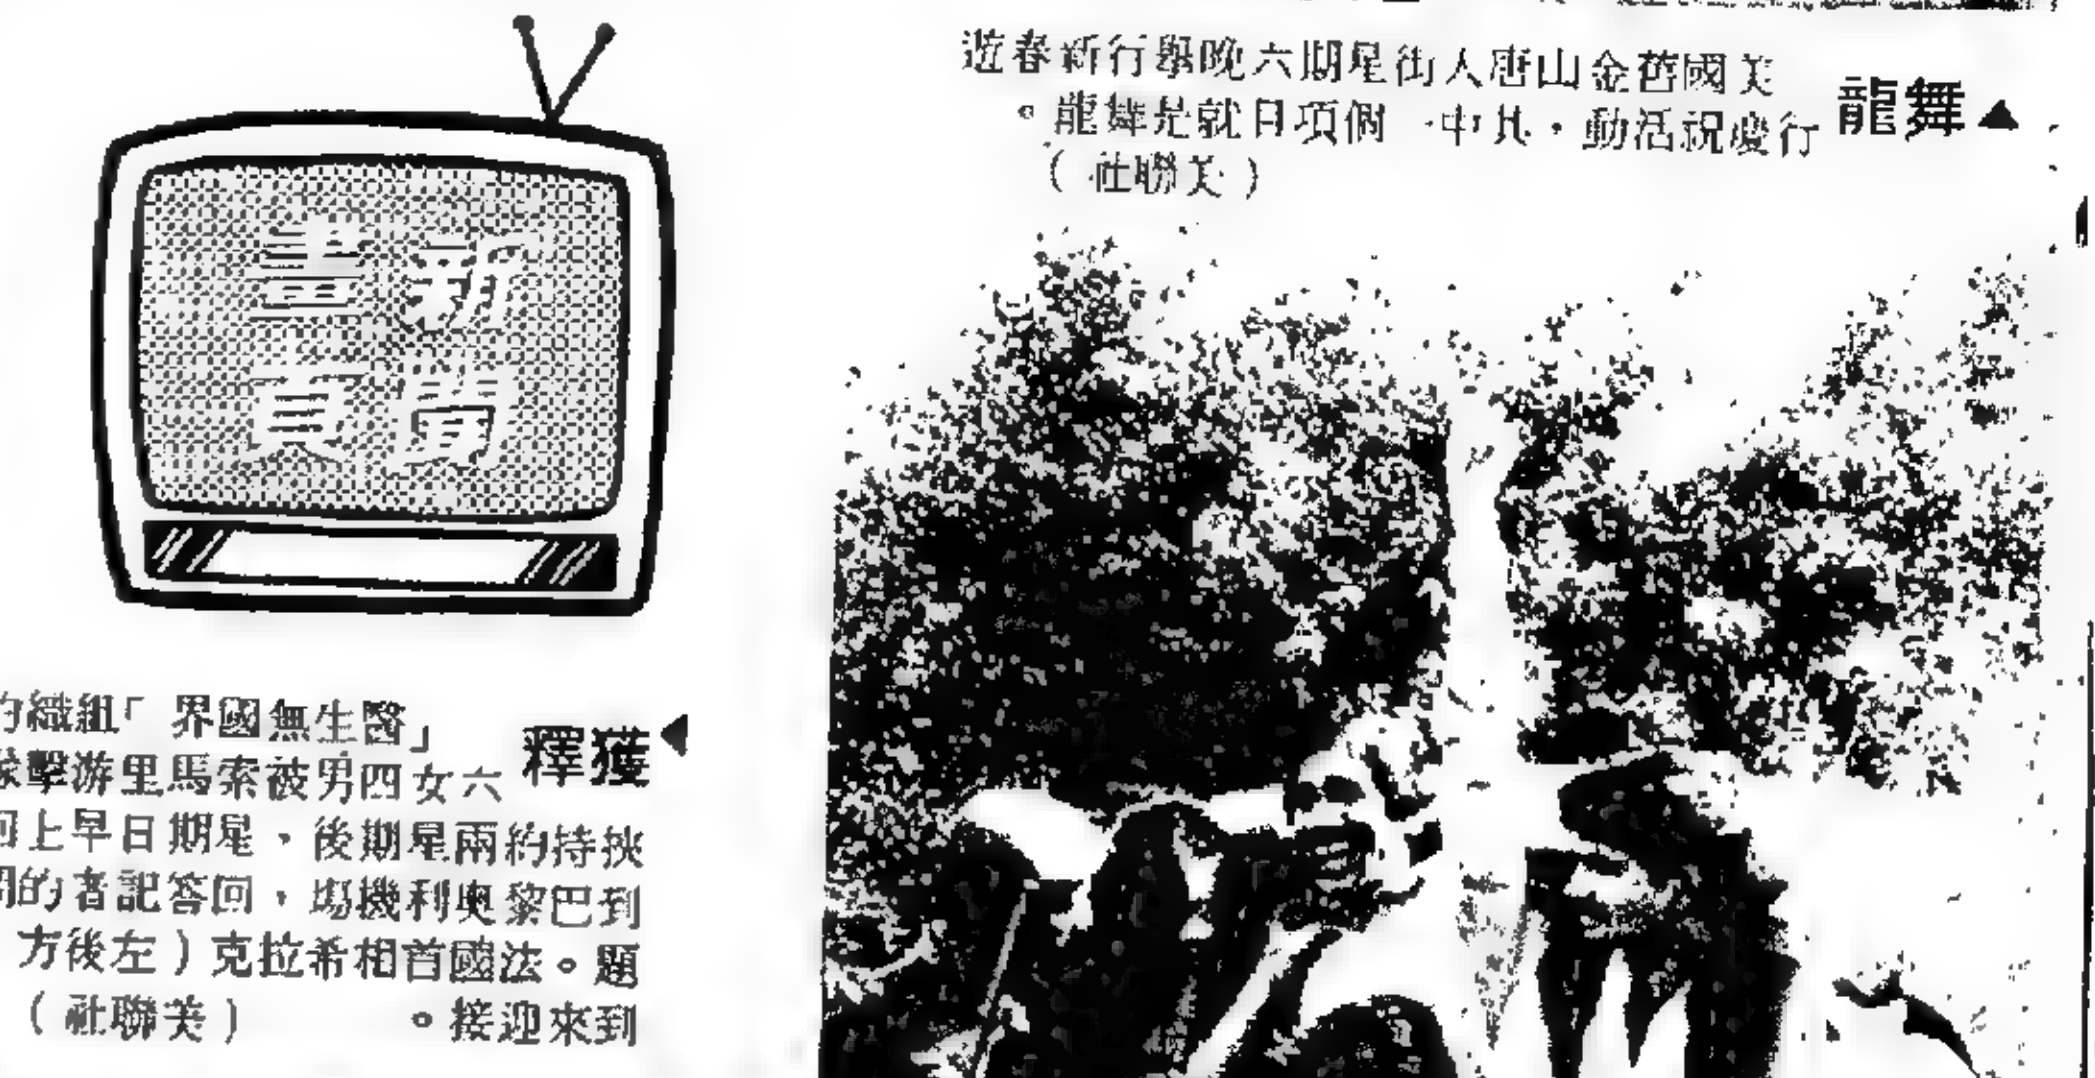 ▲舞龍
美國舊金山唐人街星期六晚舉行新春遊
行慶祝活動，其中一個項目就是舞龍。
（美聯社）
新聞
畫頁
◀獲釋
「醫生無國界」組織的
六女四男被索馬里游擊隊
挾持約兩星期後，星期日早上回
到巴黎奧利機場，回答記者的問
題。法國首相希拉克（左後方
到來迎接。（美聯社）